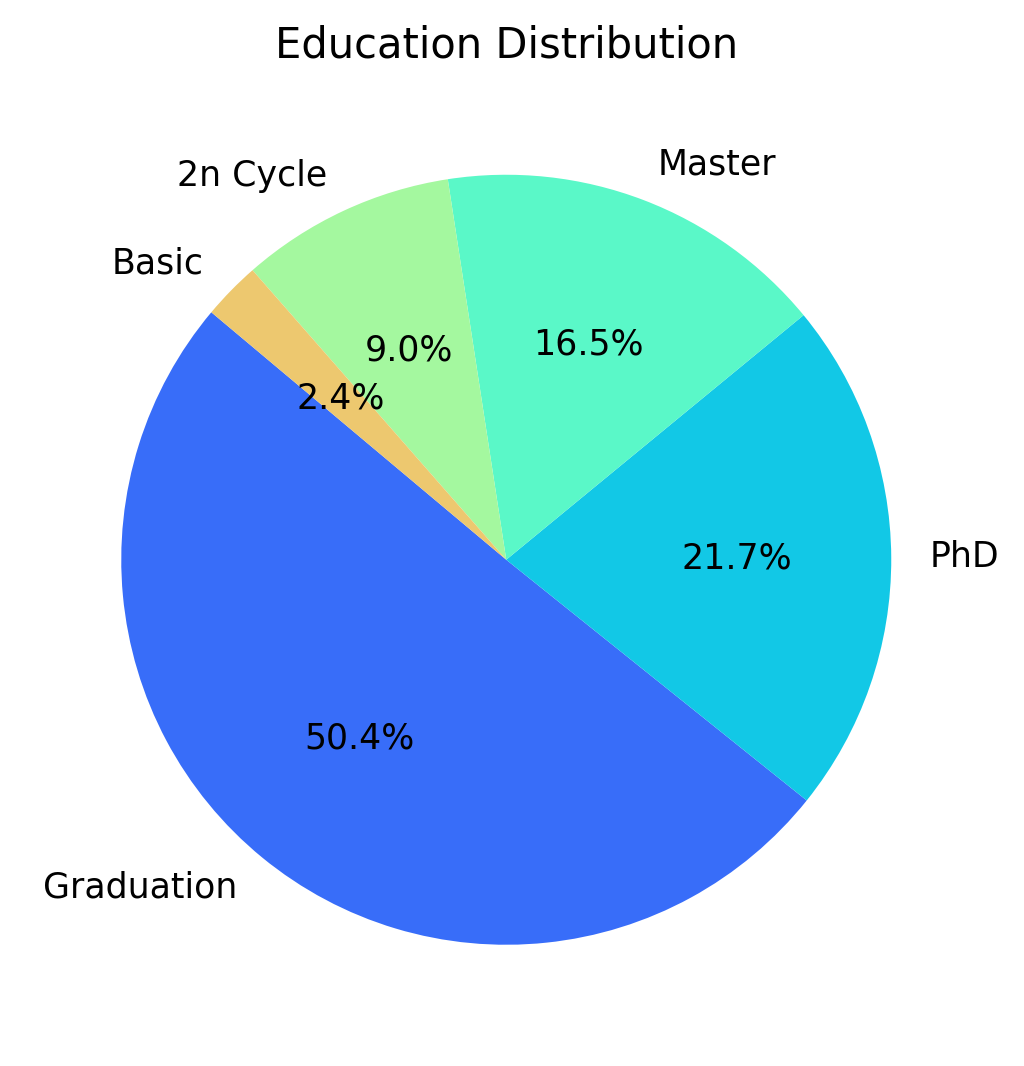 Education Distribution
Master
2n Cycle
Basic
16.5%
9.0%
2.4%
PhD
21.7%
50.4%
Graduation